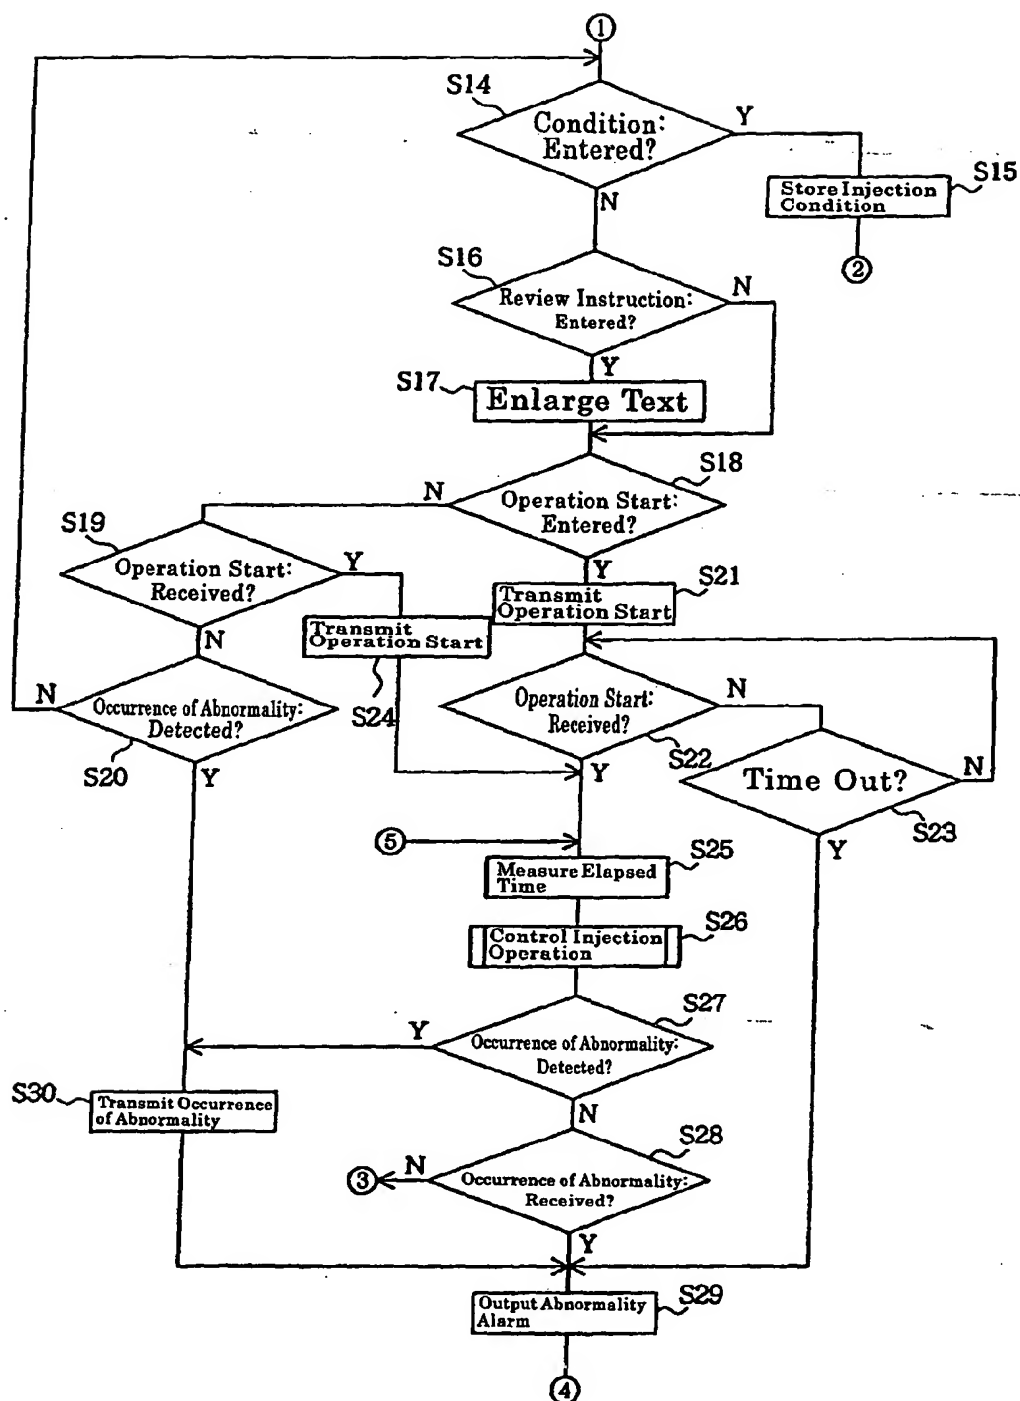 ①
S14
Condition:
Entered?
Y
N
S15
Store Injection
Condition
②
S16
Review Instruction:
Entered?
N
Y
S17
Enlarge Text
S18
Operation Start:
Entered?
N
Y
S19
Operation Start:
Received?
Y
N
S21
Transmit
Operation Start
Transmit
Operation Start
S24
Occurrence of Abnormality:
Detected?
N
S20
Y
Operation Start:
Received?
N
S22
Y
Time Out?
N
S23
Y
⑤
S25
Measure Elapsed
Time
S26
Control Injection
Operation
S27
Occurrence of Abnormality:
Detected?
Y
N
S30
Transmit Occurrence
of Abnormality
S28
Occurrence of Abnormality:
Received?
N
③
Y
S29
Output Abnormality
Alarm
④